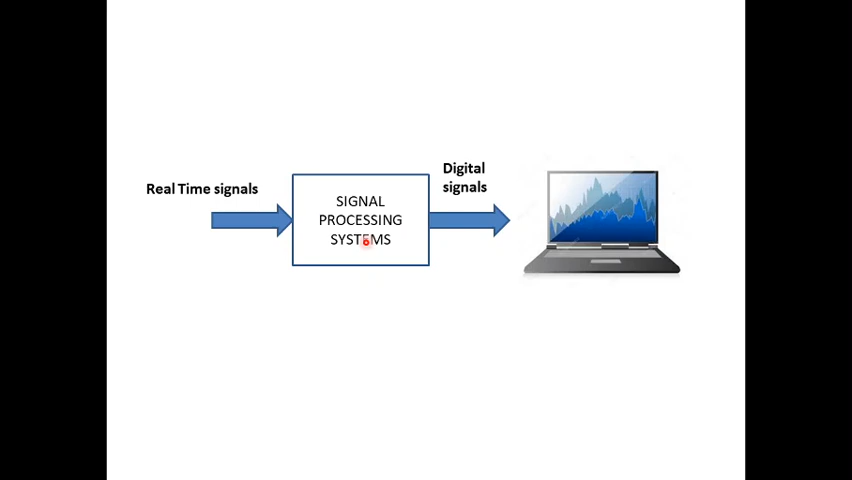 Real Time signals
SIGNAL
PROCESSING
SYSTEMS
Digital
signals